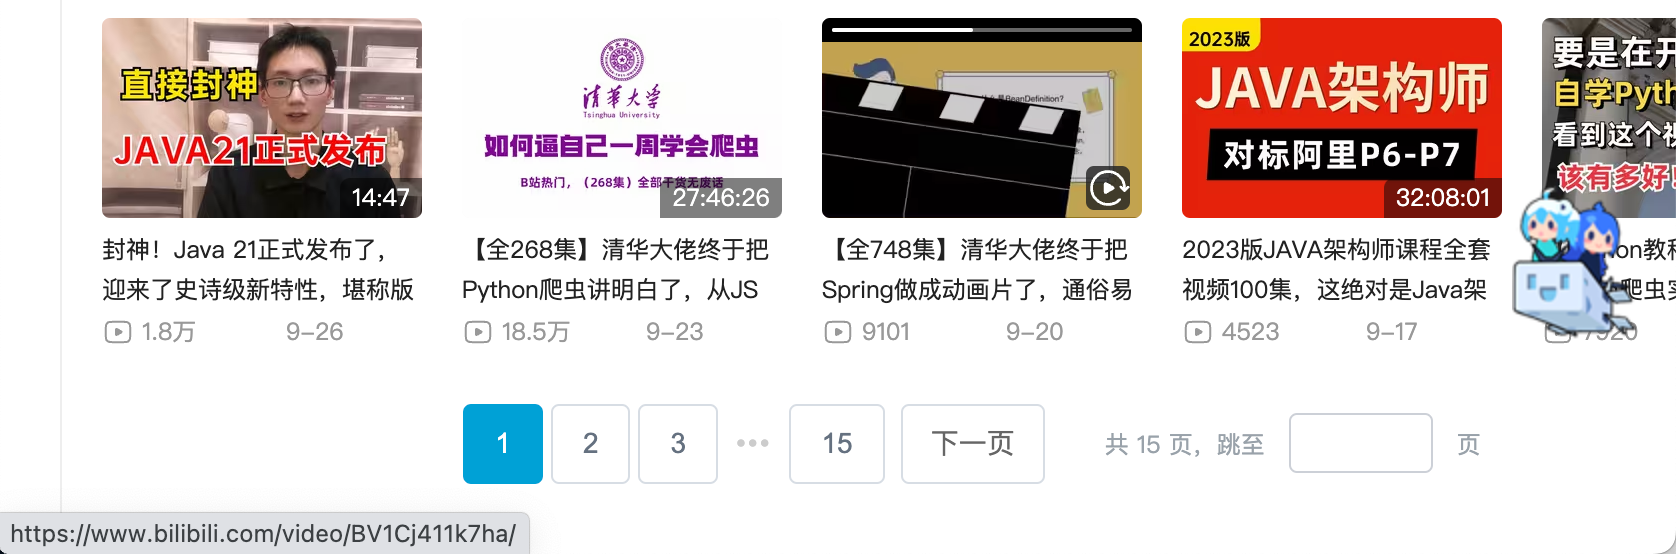 直接封神
JAVA21正式发布
14:47
封神！Java 21正式发布了，
迎来了史诗级新特性，堪称版
1.8万
9-26
清华大学
Tsinghua University
如何逼自己一周学会爬虫
B站热门，（268集）全部干货无废话
27:46:26
【全268集】清华大佬终于把
Python爬虫讲明白了，从JS
18.5万
9-23
BeanDefinition?
【全748集】清华大佬终于把
Spring做成动画片了，通俗易
9101
9-20
2023版
JAVA架构师
对标阿里P6-P7
32:08:01
2023版JAVA架构师课程全套
视频100集，这绝对是Java架
4523
9-17
要是在开
自学Pyth
看到这个视
该有多好！
on教程
爬虫实
7920
1
2
3
•••
15
下一页
共 15 页，跳至
页
https://www.bilibili.com/video/BV1Cj411k7ha/